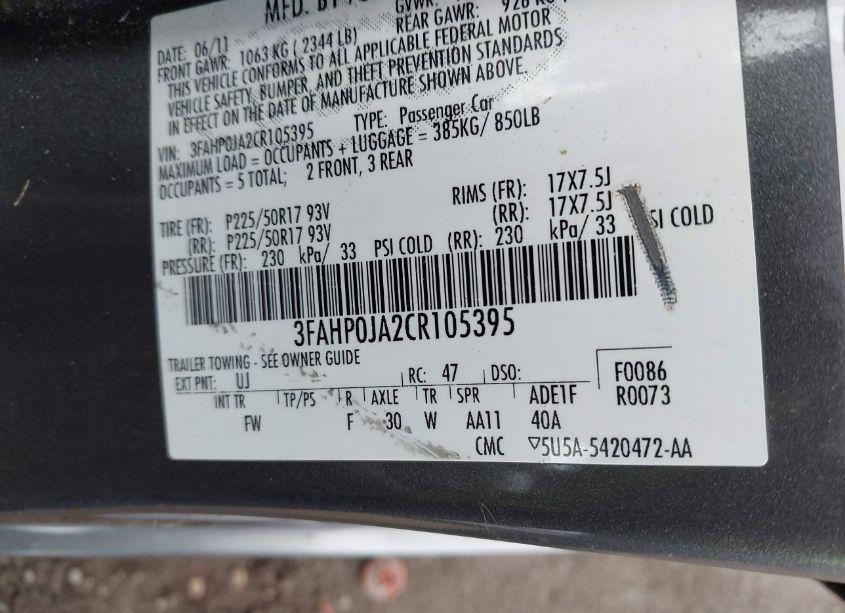 MFD. BY
GVWR:
DATE: 06/11
REAR GAWR: 928 KG
FRONT GAWR: 1063 KG ( 2344 LB)
THIS VEHICLE CONFORMS TO ALL APPLICABLE FEDERAL MOTOR
VEHICLE SAFETY, BUMPER, AND THEFT PREVENTION STANDARDS
IN EFFECT ON THE DATE OF MANUFACTURE SHOWN ABOVE.
VIN: 3FAHP0JA2CR105395 TYPE: Passenger Car
MAXIMUM LOAD = OCCUPANTS + LUGGAGE = 385KG/ 850LB
OCCUPANTS = 5 TOTAL; 2 FRONT, 3 REAR
TIRE (FR): P225/50R17 93V RIMS (FR): 17X7.5J
(RR): P225/50R17 93V (RR): 17X7.5J
PRESSURE (FR): 230 kPa/ 33 PSI COLD (RR): 230 kPa/ 33 SI COLD
3FAHP0JA2CR105395
TRAILER TOWING - SEE OWNER GUIDE
EXT PNT: UJ RC: 47 DSO: F0086
INT TR TP/PS R AXLE TR SPR ADE1F R0073
FW F 30 W AA11 40A
CMC ▽5U5A-5420472-AA